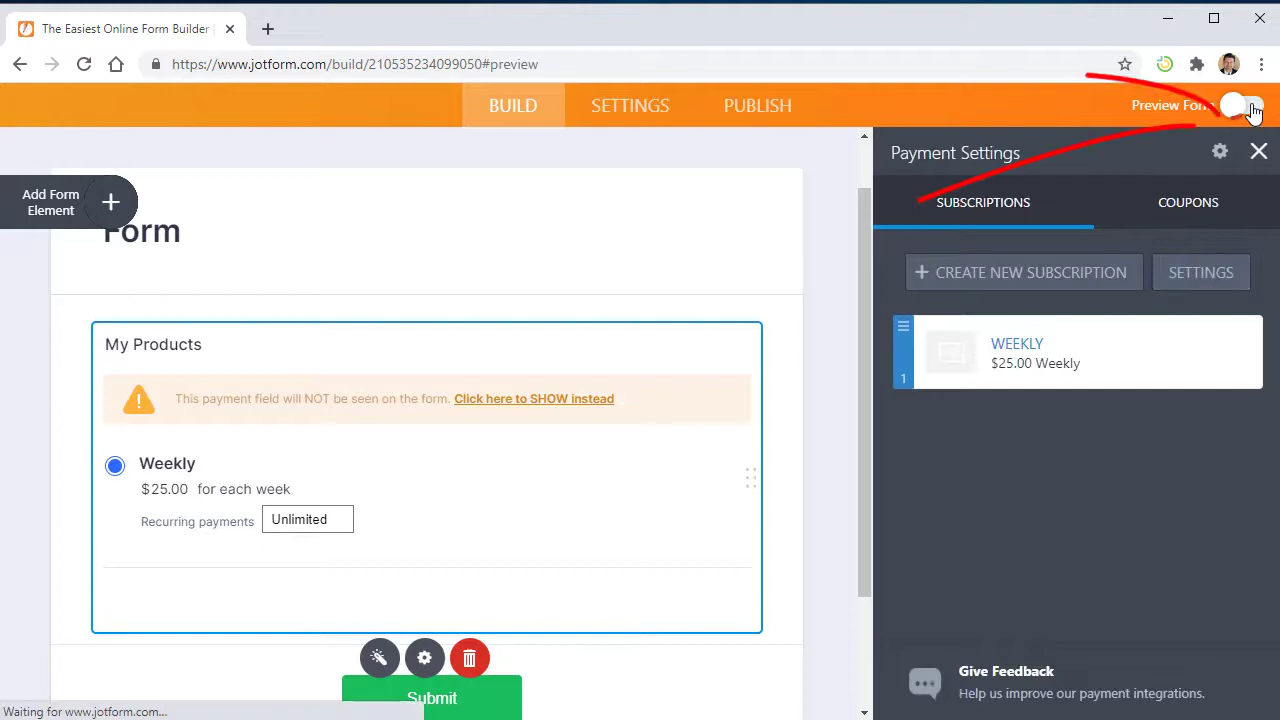 The Easiest Online Form Builder
https://www.jotform.com/build/210535234099050#preview
BUILD
SETTINGS
PUBLISH
Preview Form
Payment Settings
Add Form
Element
SUBSCRIPTIONS
COUPONS
Form
CREATE NEW SUBSCRIPTION
SETTINGS
My Products
WEEKLY
$25.00 Weekly
1
This payment field will NOT be seen on the form. Click here to SHOW instead
Weekly
$25.00 for each week
Recurring payments Unlimited
Give Feedback
Help us improve our payment integrations.
Submit
Waiting for www.jotform.com...